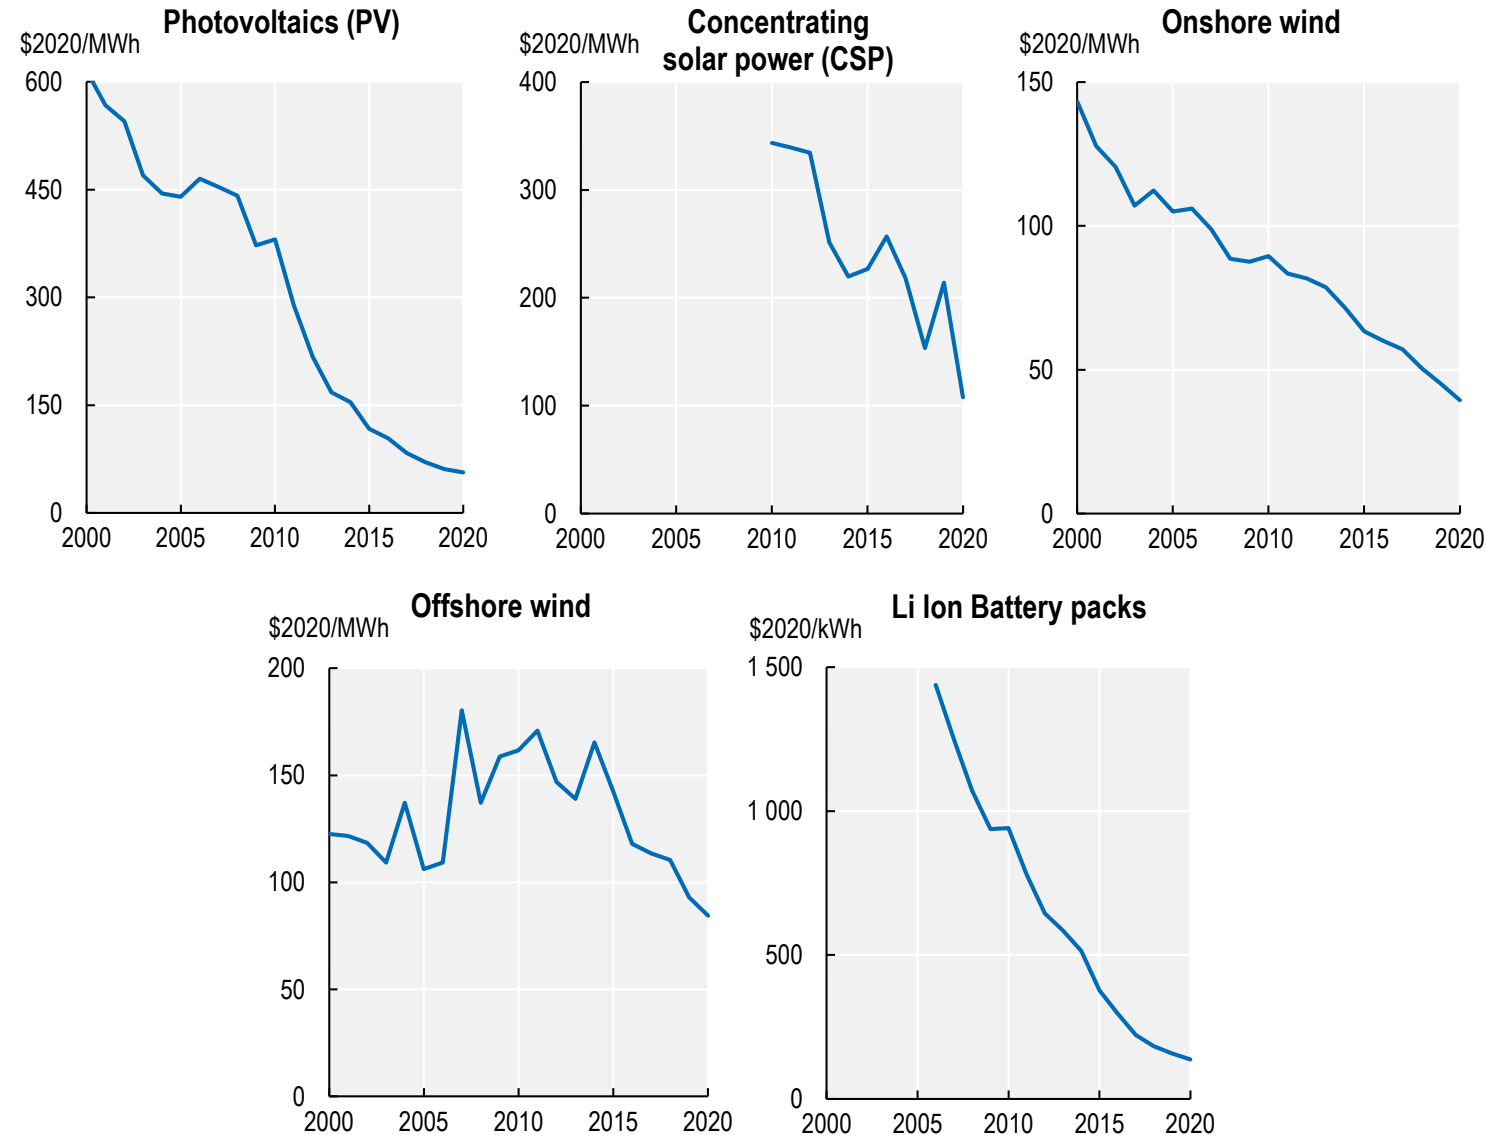 Photovoltaics (PV)
$2020/MWh
600
450
300
150
0
2000 2005 2010 2015 2020
Concentrating
solar power (CSP)
$2020/MWh
400
300
200
100
0
2000 2005 2010 2015 2020
Onshore wind
$2020/MWh
150
100
50
0
2000 2005 2010 2015 2020
Offshore wind
$2020/MWh
200
150
100
50
0
2000 2005 2010 2015 2020
Li Ion Battery packs
$2020/kWh
1 500
1 000
500
0
2000 2005 2010 2015 2020